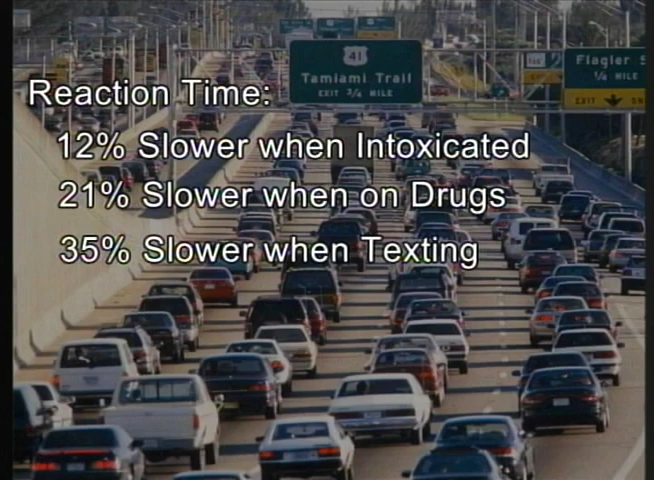 41
Tamiami Trail
EXIT 3/4 MILE
Flagler S
1/4 MILE
EXIT
Reaction Time:
12% Slower when Intoxicated
21% Slower when on Drugs
35% Slower when Texting